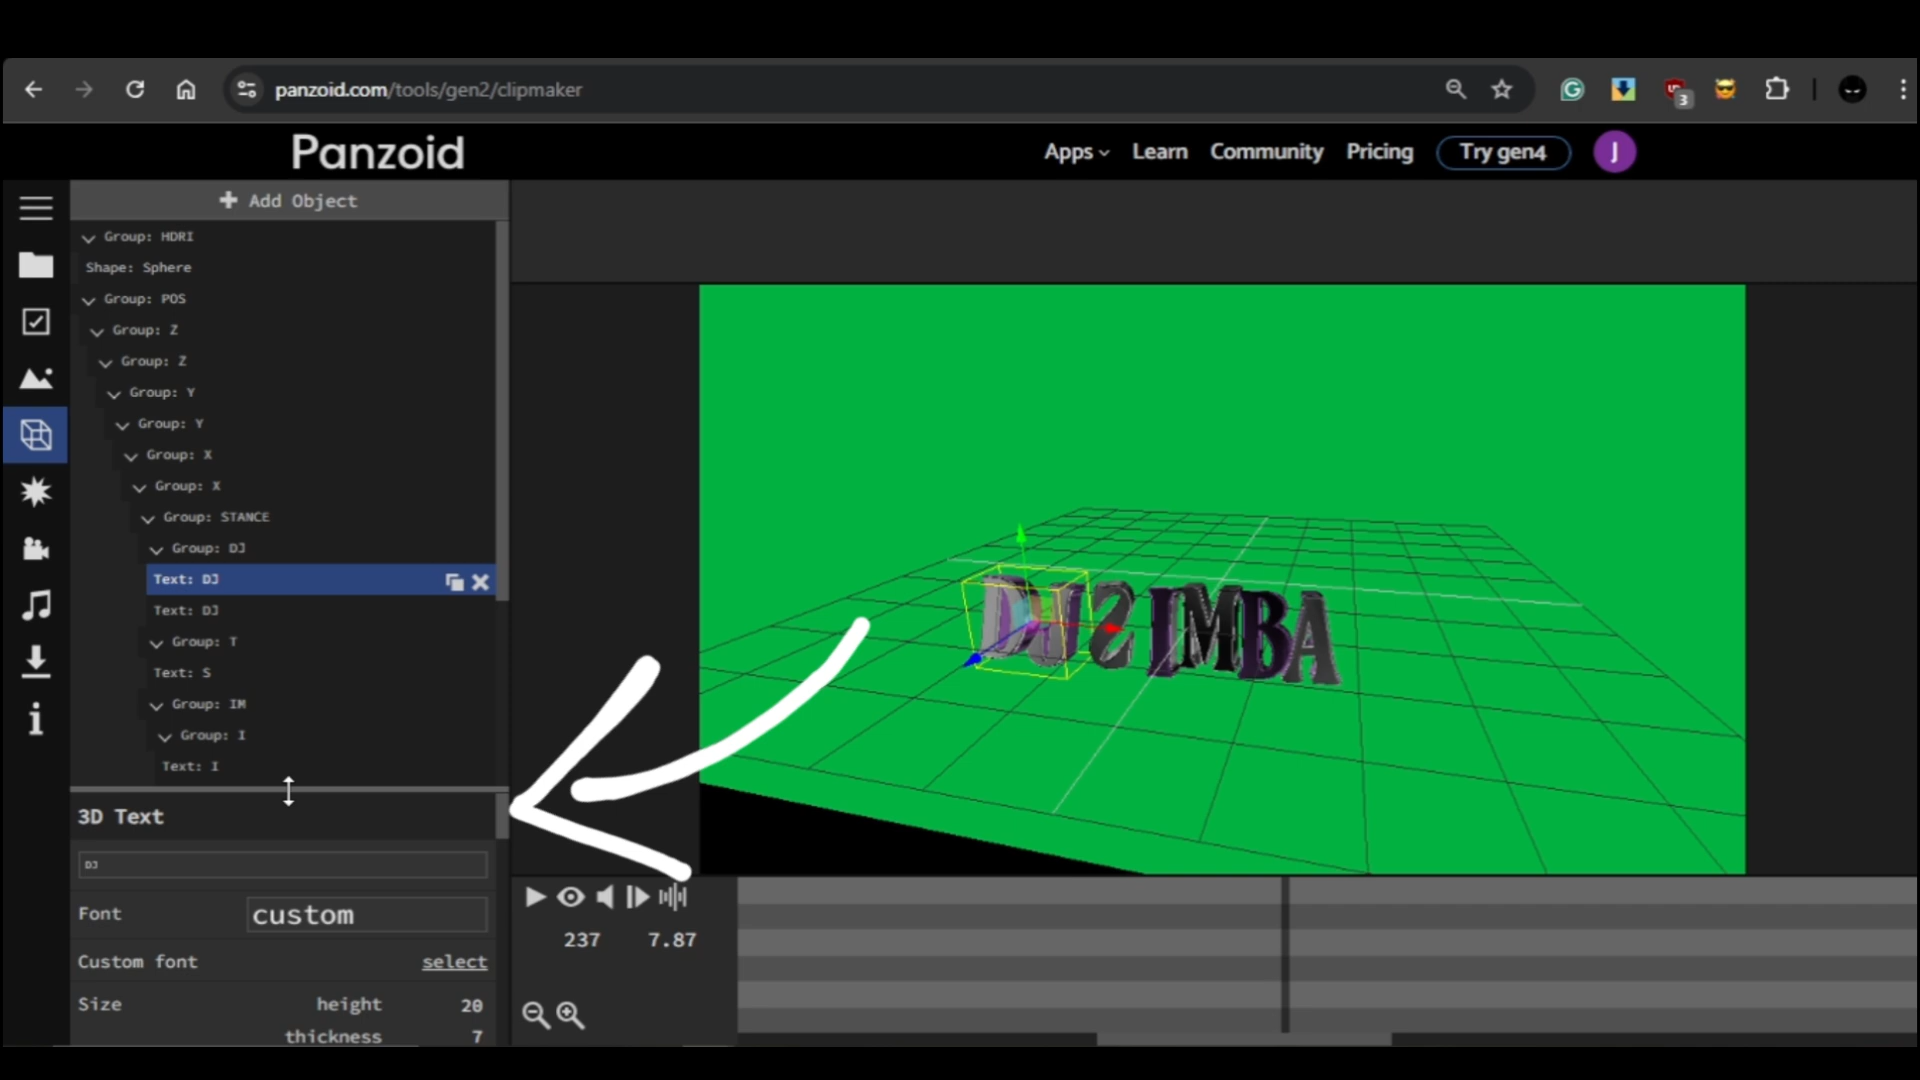 panzoid.com/tools/gen2/clipmaker
3
Panzoid
Apps
Learn
Community
Pricing
Try gen4
J
Add Object
Group: HDRI
Shape: Sphere
Group: POS
Group: Z
Group: Z
Group: Y
Group: Y
Group: X
Group: X
Group: STANCE
Group: DJ
Text: DJ
Text: DJ
Group: T
Text: S
Group: IM
Group: I
Text: I
3D Text
DJ
Font custom
Custom font select
Size height 20
thickness 7
DJ SIMBA
237 7.87